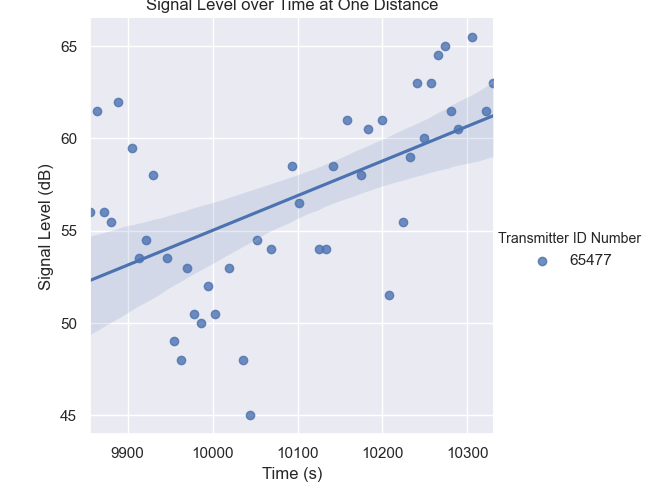 Signal Level over Time at One Distance
65
60
55
50
45
Signal Level (dB)
9900
10000
10100
10200
10300
Time (s)
Transmitter ID Number
65477